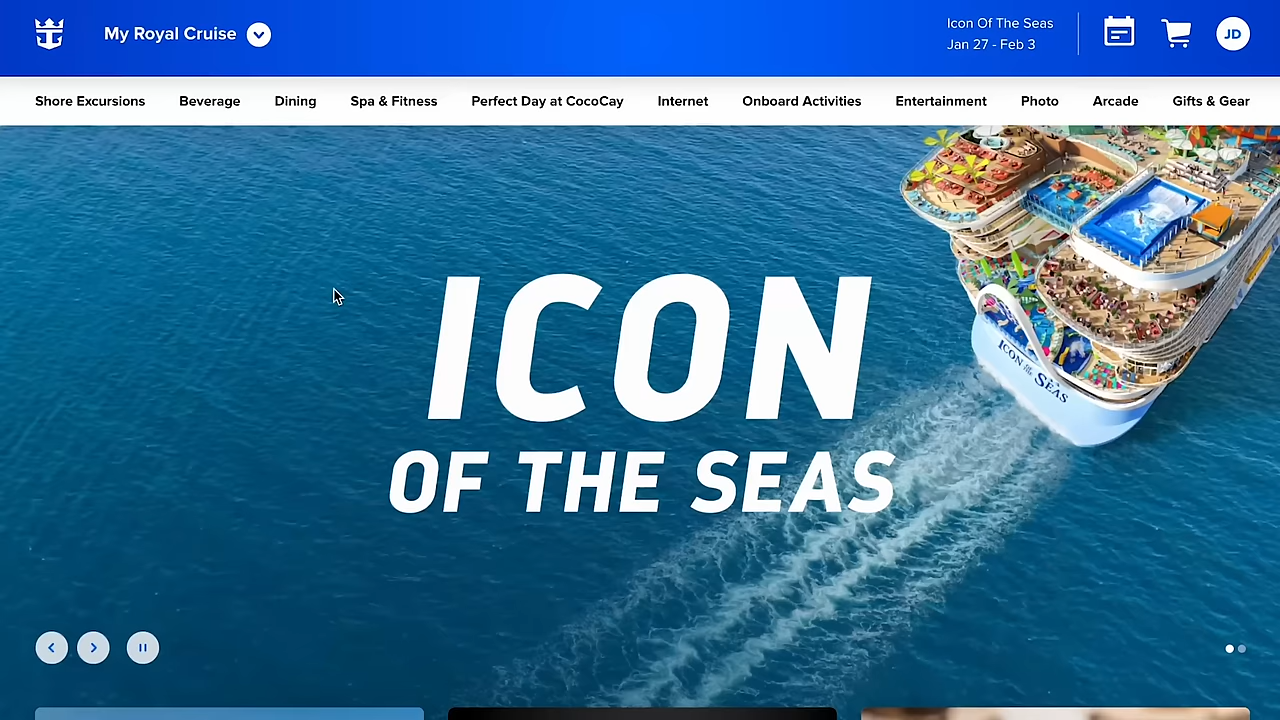 My Royal Cruise
Icon Of The Seas
Jan 27 - Feb 3
JD
Shore Excursions
Beverage
Dining
Spa & Fitness
Perfect Day at CocoCay
Internet
Onboard Activities
Entertainment
Photo
Arcade
Gifts & Gear
ICON
OF THE SEAS
ICON OF THE SEAS